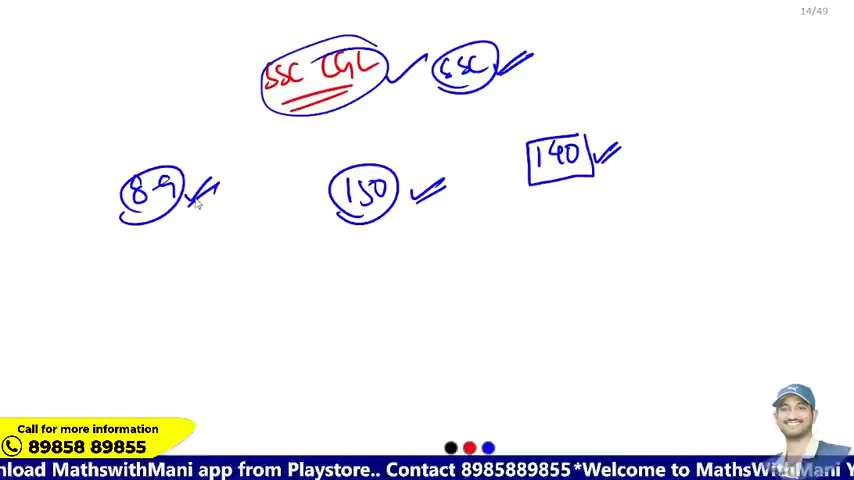 14/49
SSC CGL SSC
140
89 150
Call for more information
89858 89855
nload MathswithMani app from Playstore.. Contact 8985889855 *Welcome to MathsWithMani Y